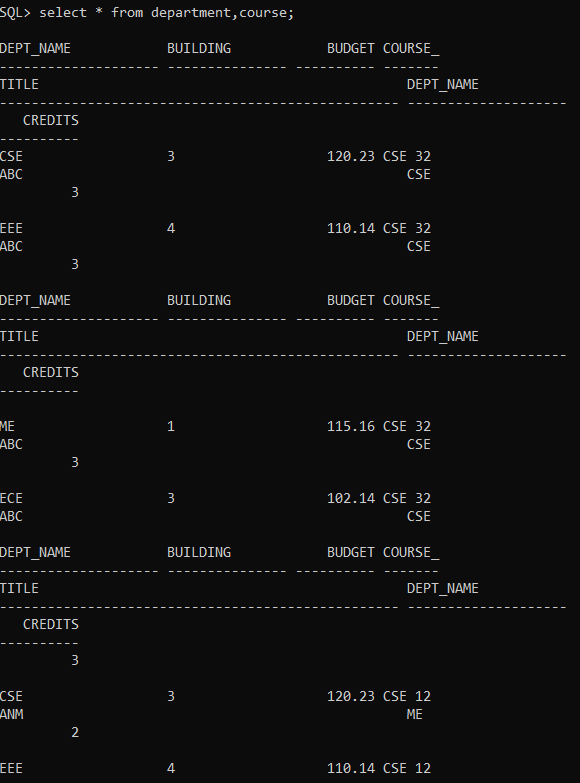 SQL> select * from department,course;
DEPT_NAME            BUILDING            BUDGET COURSE_
-------------------- --------------- ---------- -------
TITLE                                              DEPT_NAME
-------------------------------------------------- --------------------
   CREDITS
----------
CSE                  3                   120.23 CSE 32
ABC                                                CSE
         3
EEE                  4                   110.14 CSE 32
ABC                                                CSE
         3
DEPT_NAME            BUILDING            BUDGET COURSE_
-------------------- --------------- ---------- -------
TITLE                                              DEPT_NAME
-------------------------------------------------- --------------------
   CREDITS
----------
ME                   1                   115.16 CSE 32
ABC                                                CSE
         3
ECE                  3                   102.14 CSE 32
ABC                                                CSE
DEPT_NAME            BUILDING            BUDGET COURSE_
-------------------- --------------- ---------- -------
TITLE                                              DEPT_NAME
-------------------------------------------------- --------------------
   CREDITS
----------
         3
CSE                  3                   120.23 CSE 12
ANM                                                ME
         2
EEE                  4                   110.14 CSE 12